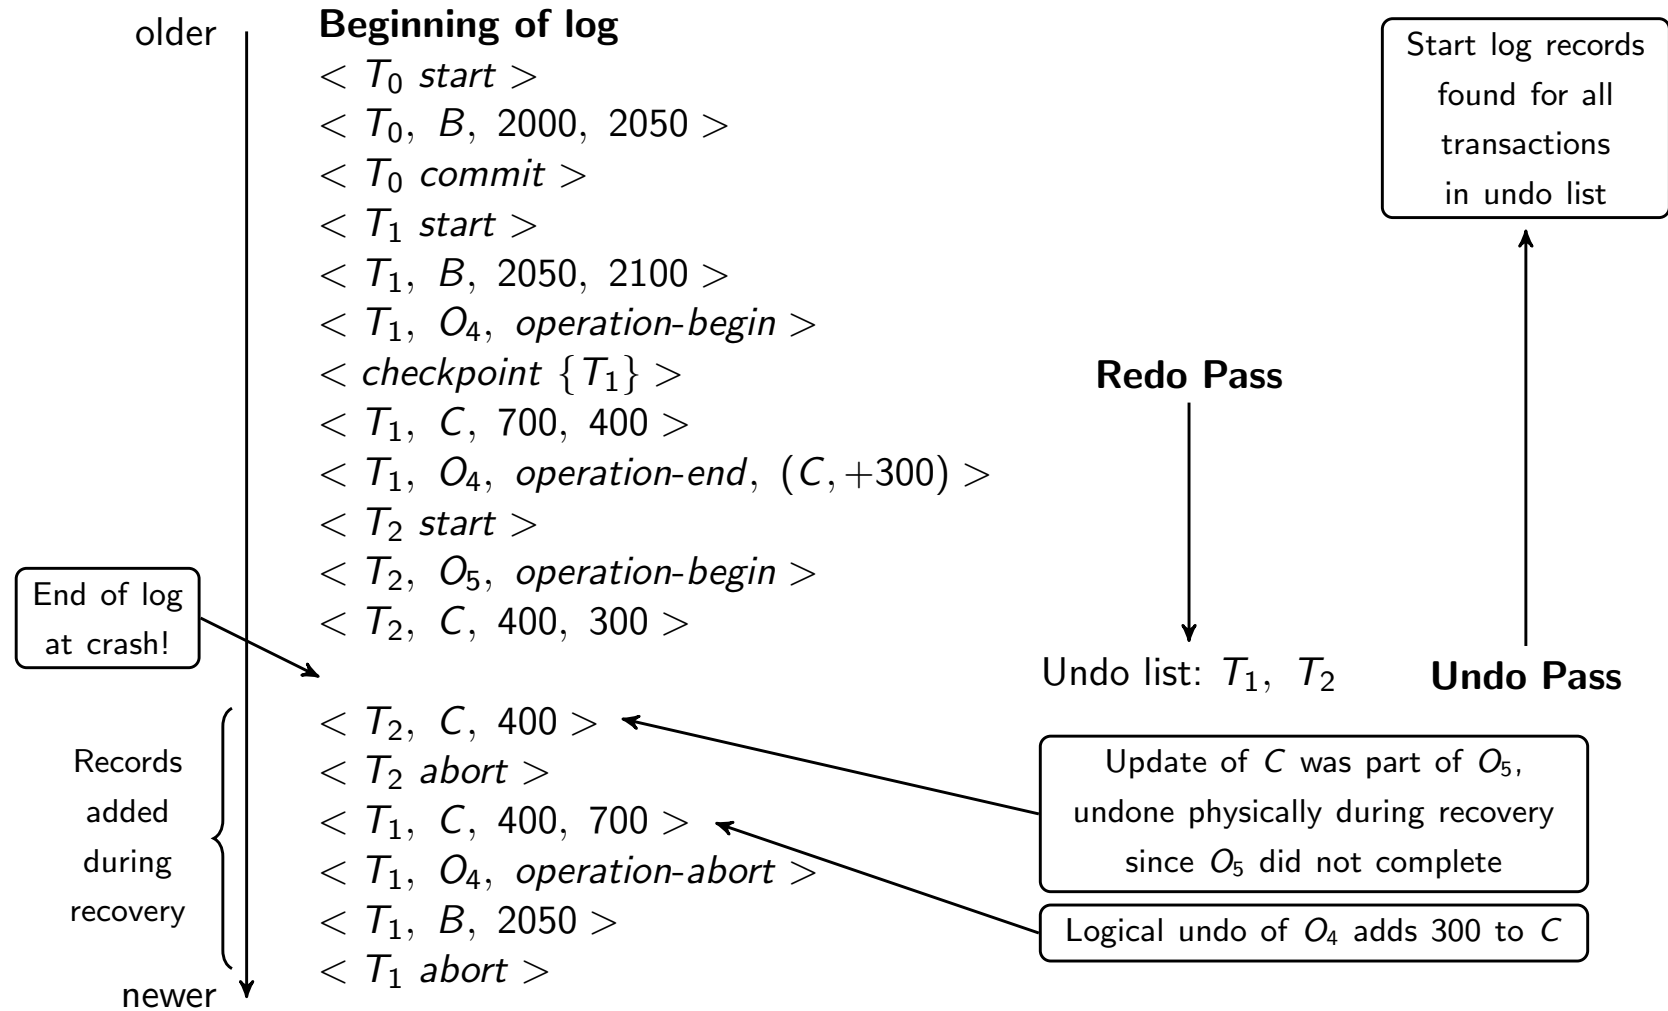 older
Beginning of log
< T₀ start >
< T₀, B, 2000, 2050 >
< T₀ commit >
< T₁ start >
< T₁, B, 2050, 2100 >
< T₁, O₄, operation-begin >
< checkpoint {T₁} >
< T₁, C, 700, 400 >
< T₁, O₄, operation-end, (C, +300) >
< T₂ start >
< T₂, O₅, operation-begin >
< T₂, C, 400, 300 >
End of log
at crash!
< T₂, C, 400 >
< T₂ abort >
< T₁, C, 400, 700 >
< T₁, O₄, operation-abort >
< T₁, B, 2050 >
< T₁ abort >
Records
added
during
recovery
newer
Redo Pass
Undo list: T₁, T₂
Start log records
found for all
transactions
in undo list
Undo Pass
Update of C was part of O₅,
undone physically during recovery
since O₅ did not complete
Logical undo of O₄ adds 300 to C